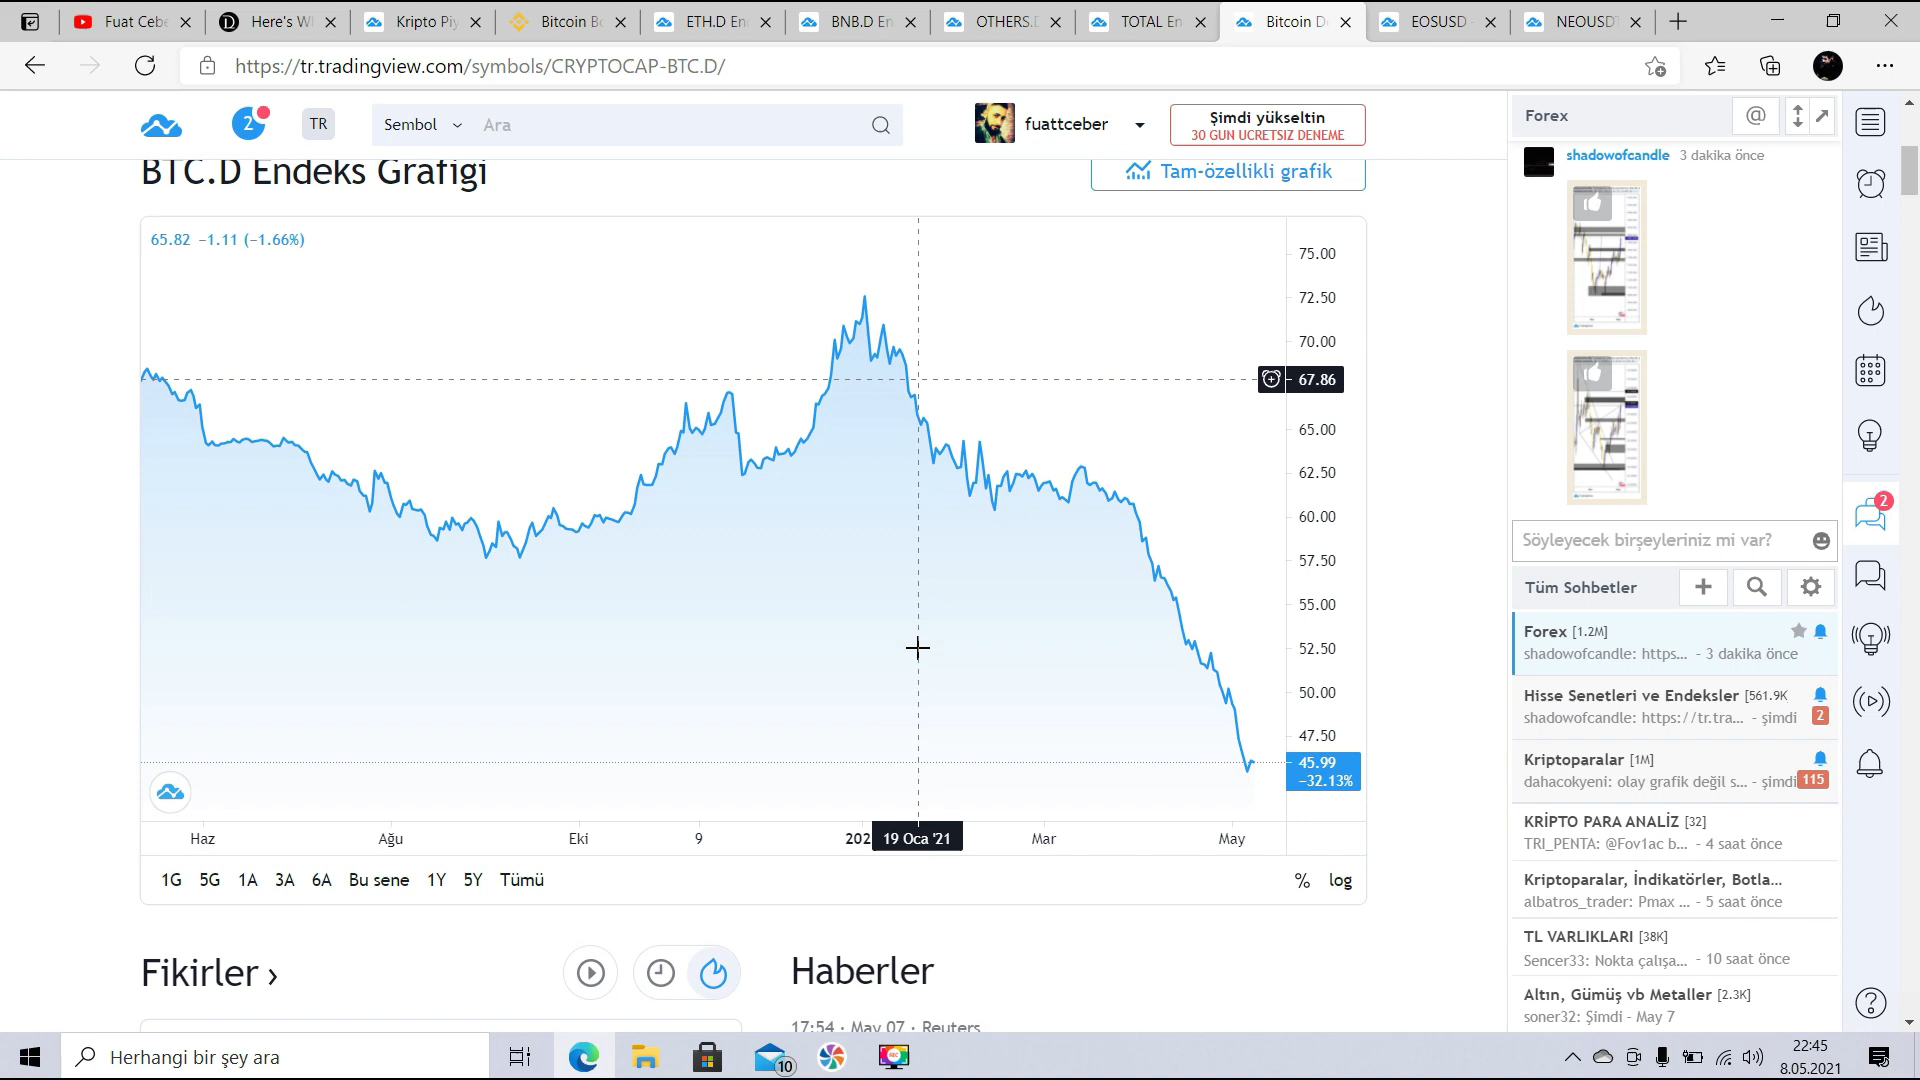 Fuat Cebe
Here's W
Kripto Piy
Bitcoin B
ETH.D En
BNB.D En
OTHERS.
TOTAL En
Bitcoin D
EOSUSD
NEOUSD
https://tr.tradingview.com/symbols/CRYPTOCAP-BTC.D/
2
TR
Sembol
Ara
fuattceber
Şimdi yükseltin
30 GÜN ÜCRETSİZ DENEME
BTC.D Endeks Grafiği
Tam-özellikli grafik
65.82 −1.11 (−1.66%)
75.00
72.50
70.00
67.86
65.00
62.50
60.00
57.50
55.00
52.50
50.00
47.50
45.99
−32.13%
Haz
Ağu
Eki
9
202
19 Oca '21
Mar
May
1G
5G
1A
3A
6A
Bu sene
1Y
5Y
Tümü
%
log
Fikirler ›
Haberler
17:54 · May 07 · Reuters
Forex
@
shadowofcandle 3 dakika önce
Söyleyecek birşeyleriniz mi var?
Tüm Sohbetler
Forex [1.2M]
shadowofcandle: https... - 3 dakika önce
Hisse Senetleri ve Endeksler [561.9K
shadowofcandle: https://tr.tra... - şimdi
2
Kriptoparalar [1M]
dahacokyeni: olay grafik değil s... - şimdi
115
KRİPTO PARA ANALİZ [32]
TRI_PENTA: @Fov1ac b... - 4 saat önce
Kriptoparalar, İndikatörler, Botla...
albatros_trader: Pmax ... - 5 saat önce
TL VARLIKLARI [38K]
Sencer33: Nokta çalışa... - 10 saat önce
Altın, Gümüş vb Metaller [2.3K]
soner32: Şimdi - May 7
2
Herhangi bir şey ara
10
22:45
8.05.2021